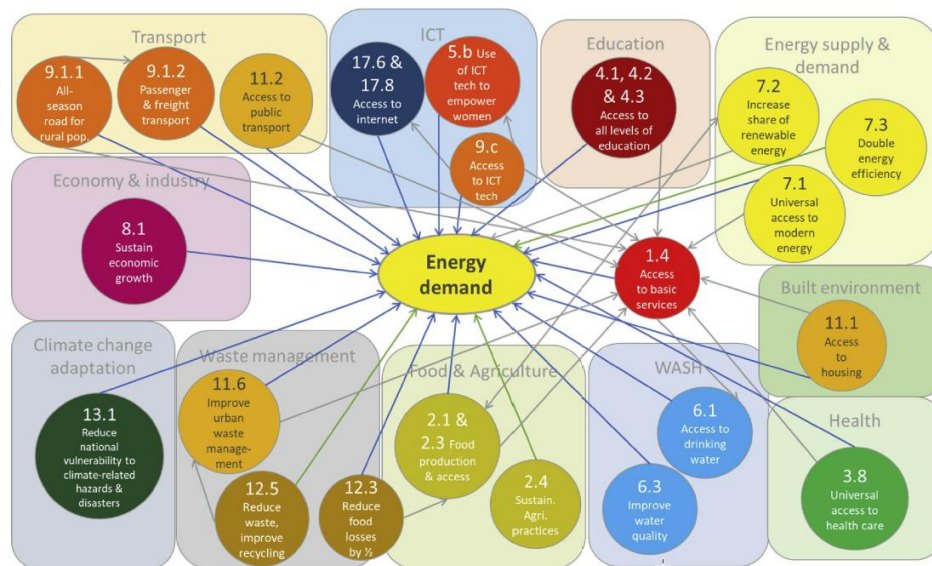 Transport
9.1.1
All-
season
road for
rural pop.
9.1.2
Passenger
& freight
transport
11.2
Access to
public
transport
ICT
17.6 &
17.8
Access to
internet
5.b Use
of ICT
tech to
empower
women
9.c
Access
to ICT
tech
Education
4.1, 4.2
& 4.3
Access to
all levels of
education
Energy supply &
demand
7.2
Increase
share of
renewable
energy
7.3
Double
energy
efficiency
7.1
Universal
access to
modern
energy
Economy & industry
8.1
Sustain
economic
growth
Energy
demand
1.4
Access
to basic
services
Built environment
11.1
Access
to
housing
Climate change
adaptation
13.1
Reduce
national
vulnerability to
climate-related
hazards &
disasters
Waste management
11.6
Improve
urban
waste
manage-
ment
12.5
Reduce
waste,
improve
recycling
12.3
Reduce
food
losses
by ½
Food & Agriculture
2.1 &
2.3 Food
production
& access
2.4
Sustain.
Agri.
practices
WASH
6.1
Access to
drinking
water
6.3
Improve
water
quality
Health
3.8
Universal
access to
health care